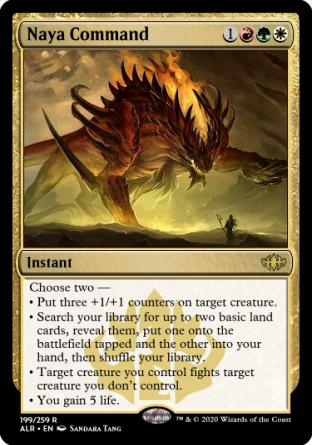 Naya Command 1
Instant
Choose two —
• Put three +1/+1 counters on target creature.
• Search your library for up to two basic land
cards, reveal them, put one onto the
battlefield tapped and the other into your
hand, then shuffle your library.
• Target creature you control fights target
creature you don't control.
• You gain 5 life.
199/259 R
ALR • EN SANDARA TANG
™ & © 2020 Wizards of the Coast